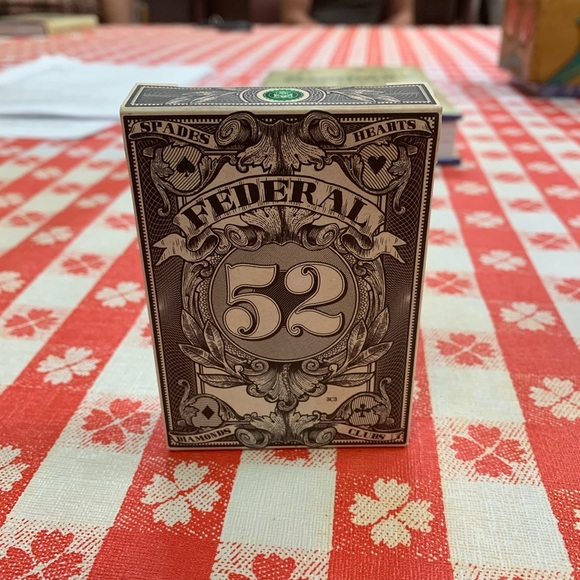 SPADES HEARTS
FEDERAL
52
DIAMONDS CLUBS